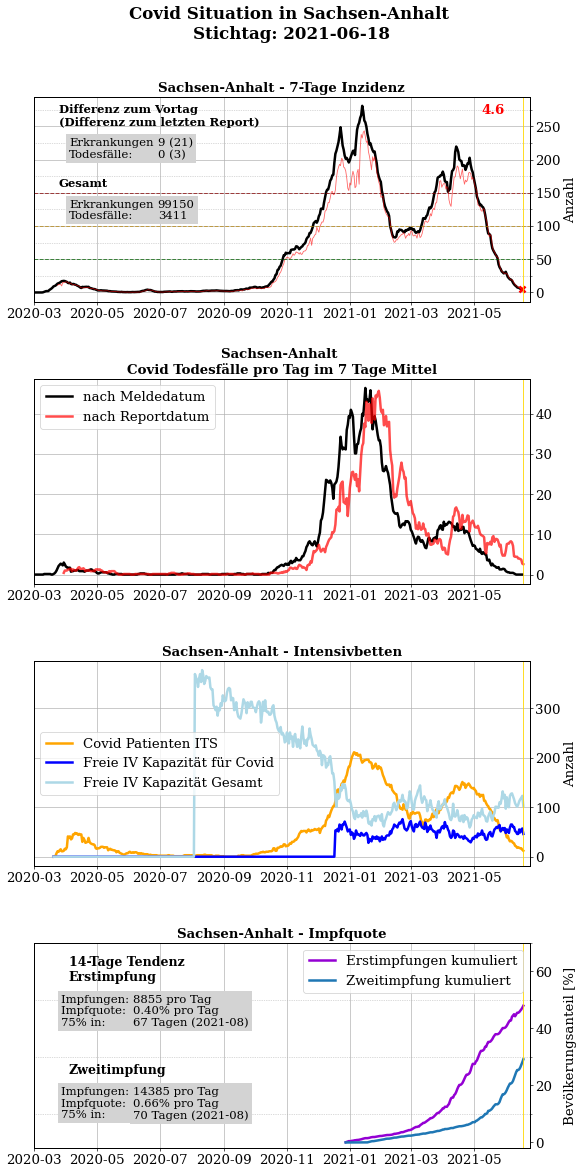 Covid Situation in Sachsen-Anhalt
Stichtag: 2021-06-18
Sachsen-Anhalt - 7-Tage Inzidenz
Differenz zum Vortag
(Differenz zum letzten Report)
Erkrankungen 9 (21)
Todesfälle: 0 (3)
Gesamt
Erkrankungen 99150
Todesfälle: 3411
4.6
250
200
150
100
50
0
Anzahl
2020-03 2020-05 2020-07 2020-09 2020-11 2021-01 2021-03 2021-05
Sachsen-Anhalt
Covid Todesfälle pro Tag im 7 Tage Mittel
nach Meldedatum
nach Reportdatum
40
30
20
10
0
2020-03 2020-05 2020-07 2020-09 2020-11 2021-01 2021-03 2021-05
Sachsen-Anhalt - Intensivbetten
Covid Patienten ITS
Freie IV Kapazität für Covid
Freie IV Kapazität Gesamt
300
200
100
0
Anzahl
2020-03 2020-05 2020-07 2020-09 2020-11 2021-01 2021-03 2021-05
Sachsen-Anhalt - Impfquote
14-Tage Tendenz
Erstimpfung
Impfungen: 8855 pro Tag
Impfquote: 0.40% pro Tag
75% in: 67 Tagen (2021-08)
Zweitimpfung
Impfungen: 14385 pro Tag
Impfquote: 0.66% pro Tag
75% in: 70 Tagen (2021-08)
Erstimpfungen kumuliert
Zweitimpfung kumuliert
60
40
20
0
Bevölkerungsanteil [%]
2020-03 2020-05 2020-07 2020-09 2020-11 2021-01 2021-03 2021-05